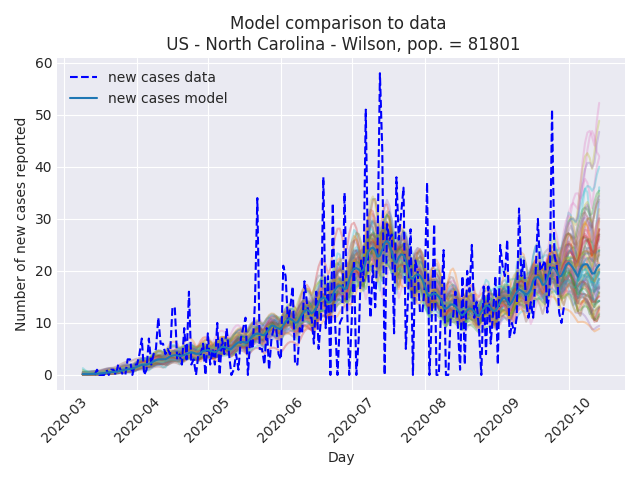 Model comparison to data
US - North Carolina - Wilson, pop. = 81801
new cases data
new cases model
Number of new cases reported
60
50
40
30
20
10
0
2020-03
2020-04
2020-05
2020-06
2020-07
2020-08
2020-09
2020-10
Day